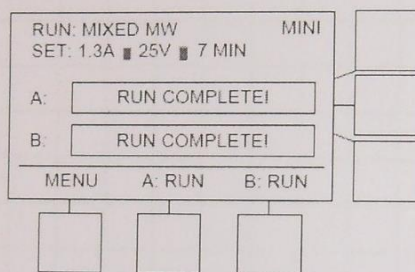 RUN: MIXED MW MINI
SET: 1.3A ▮ 25V ▮ 7 MIN
A: RUN COMPLETE!
B: RUN COMPLETE!
MENU A: RUN B: RUN